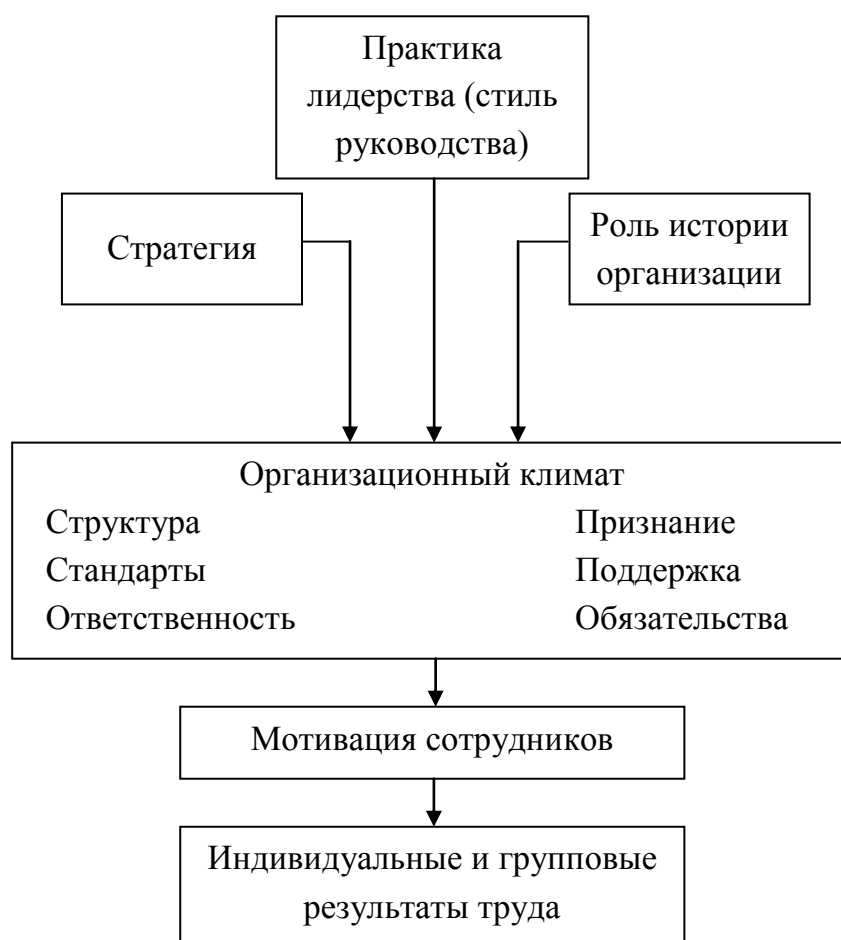 Практика
лидерства (стиль
руководства)
Стратегия
Роль истории
организации
Организационный климат
Структура
Признание
Стандарты
Поддержка
Ответственность
Обязательства
Мотивация сотрудников
Индивидуальные и групповые
результаты труда